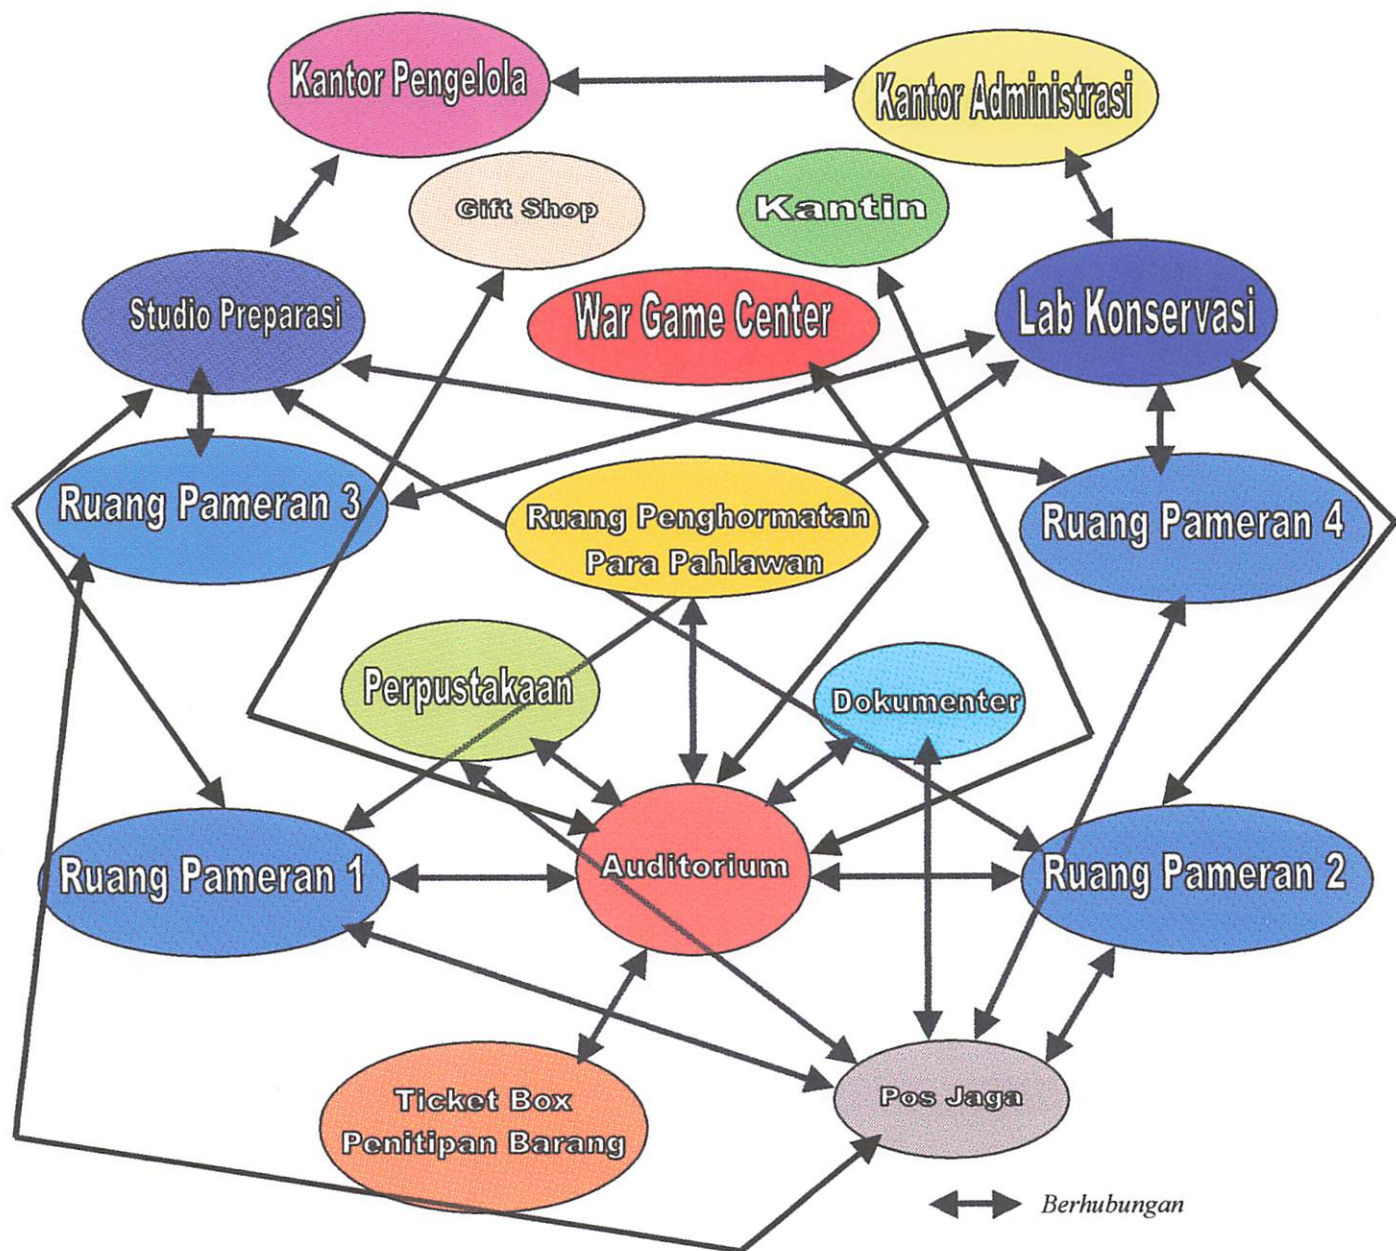 Kantor Pengelola
Kantor Administrasi
Gift Shop
Kantin
Studio Preparasi
War Game Center
Lab Konservasi
Ruang Pameran 3
Ruang Penghormatan
Para Pahlawan
Ruang Pameran 4
Perpustakaan
Dokumenter
Ruang Pameran 1
Auditorium
Ruang Pameran 2
Ticket Box
Penitipan Barang
Pos Jaga
Berhubungan